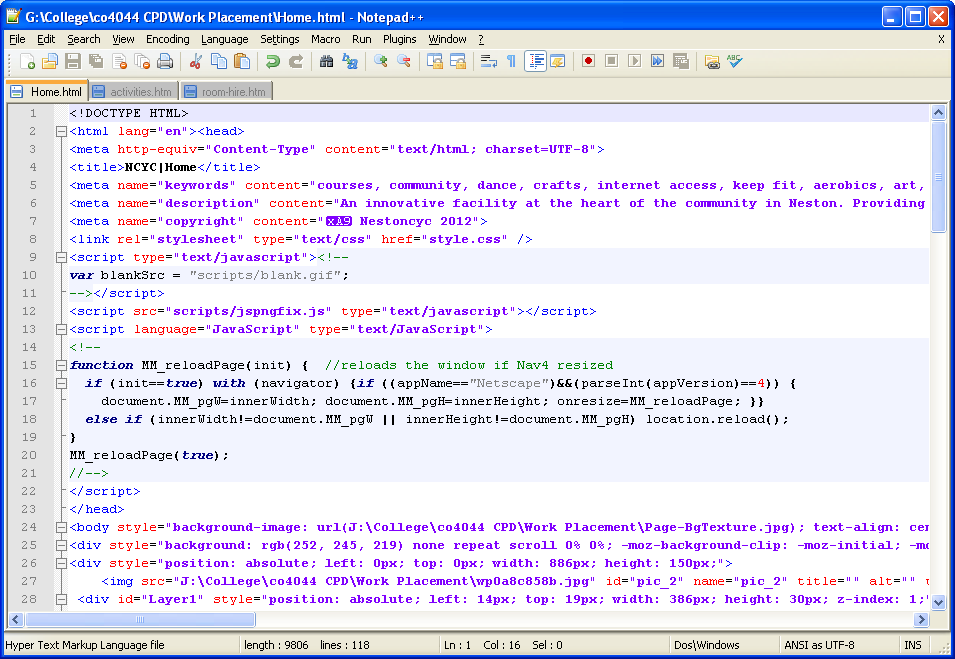 G:\College\co4044 CPD\Work Placement\Home.html - Notepad++
File Edit Search View Encoding Language Settings Macro Run Plugins Window ? X
Home.html activities.htm room-hire.htm
1 <!DOCTYPE HTML>
2 <html lang="en"><head>
3 <meta http-equiv="Content-Type" content="text/html; charset=UTF-8">
4 <title>NCYC|Home</title>
5 <meta name="keywords" content="courses, community, dance, crafts, internet access, keep fit, aerobics, art,
6 <meta name="description" content="An innovative facility at the heart of the community in Neston. Providing
7 <meta name="copyright" content="xA9 Nestoncyc 2012">
8 <link rel="stylesheet" type="text/css" href="style.css" />
9 <script type="text/javascript"><!--
10 var blankSrc = "scripts/blank.gif";
11 --></script>
12 <script src="scripts/jspngfix.js" type="text/javascript"></script>
13 <script language="JavaScript" type="text/JavaScript">
14 <!--
15 function MM_reloadPage(init) {  //reloads the window if Nav4 resized
16 if (init==true) with (navigator) {if ((appName=="Netscape")&&(parseInt(appVersion)==4)) {
17 document.MM_pgW=innerWidth; document.MM_pgH=innerHeight; onresize=MM_reloadPage; }}
18 else if (innerWidth!=document.MM_pgW || innerHeight!=document.MM_pgH) location.reload();
19 }
20 MM_reloadPage(true);
21 //-->
22 </script>
23 </head>
24 <body style="background-image: url(J:\College\co4044 CPD\Work Placement\Page-BgTexture.jpg); text-align: cen
25 <div style="background: rgb(252, 245, 219) none repeat scroll 0% 0%; -moz-background-clip: -moz-initial; -mo
26 <div style="position: absolute; left: 0px; top: 0px; width: 886px; height: 150px;">
27 <img src="J:\College\co4044 CPD\Work Placement\wp0a8c858b.jpg" id="pic_2" name="pic_2" title="" alt=""
28 <div id="Layer1" style="position: absolute; left: 14px; top: 19px; width: 386px; height: 30px; z-index: 1;"
Hyper Text Markup Language file length : 9806 lines : 118 Ln : 1 Col : 16 Sel : 0 Dos\Windows ANSI as UTF-8 INS